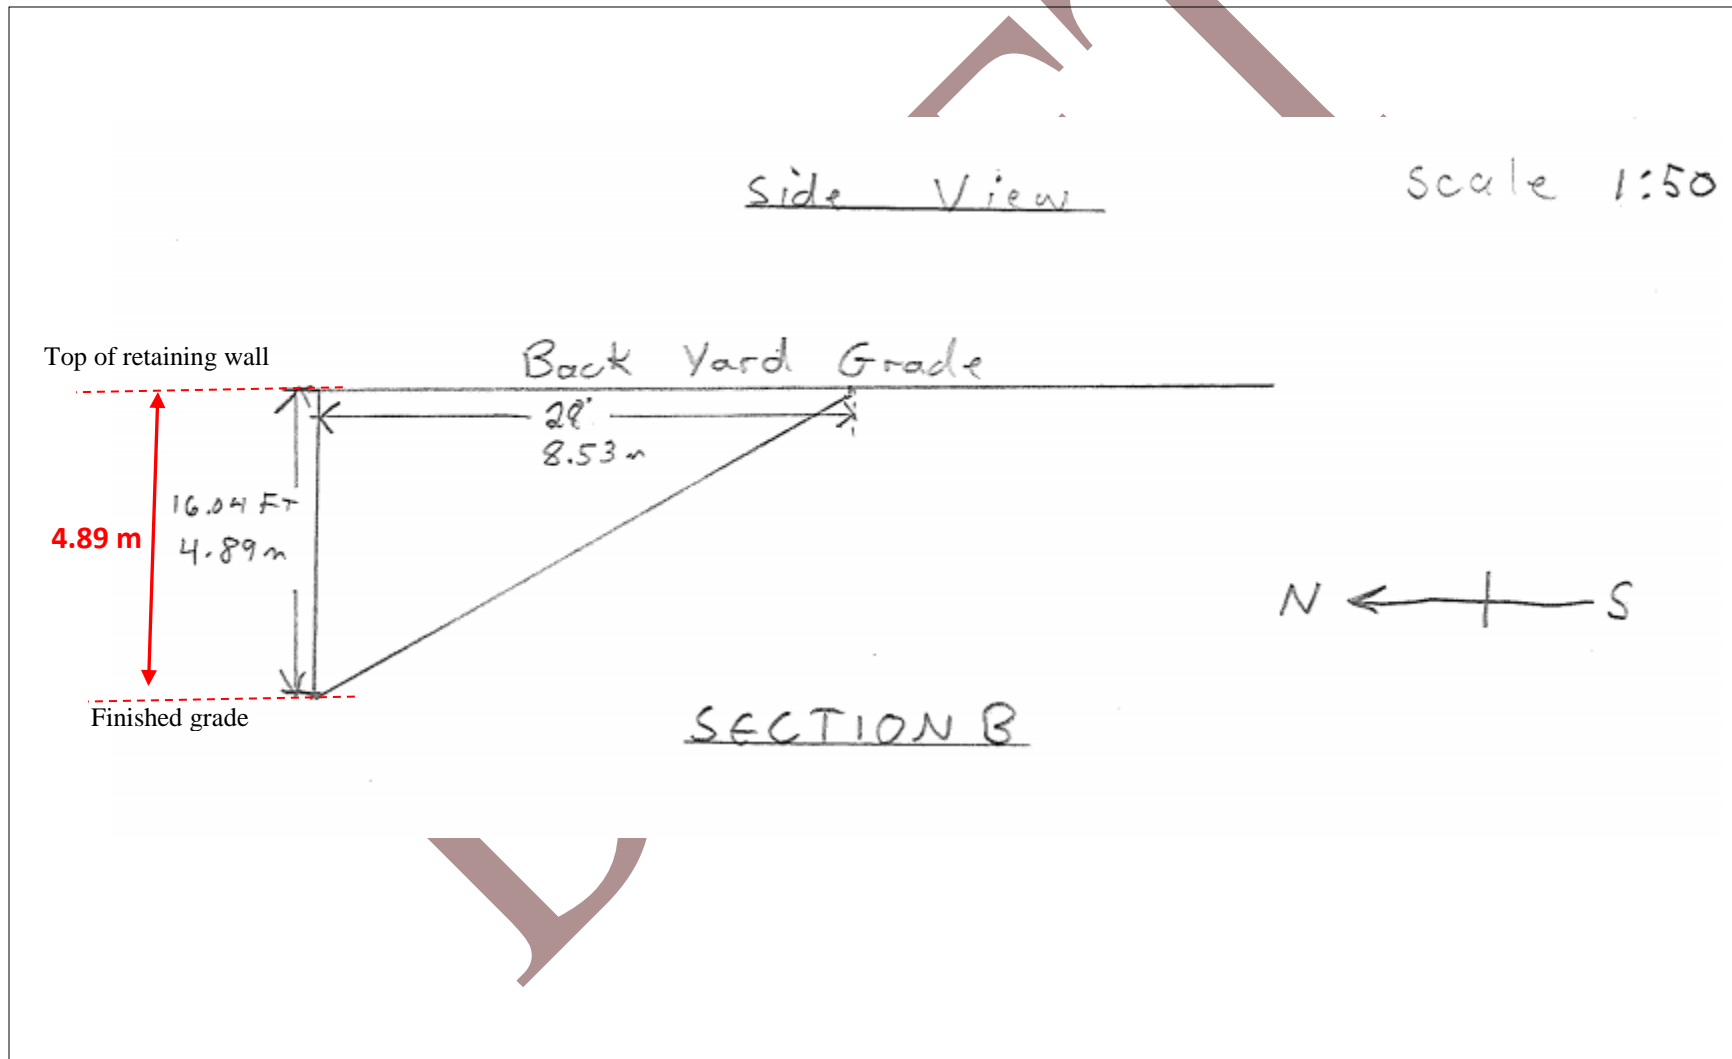 Side View
Scale 1:50
Top of retaining wall
Back Yard Grade
28'
8.53 m
16.04 FT
4.89 m
4.89 m
N S
Finished grade
SECTION B